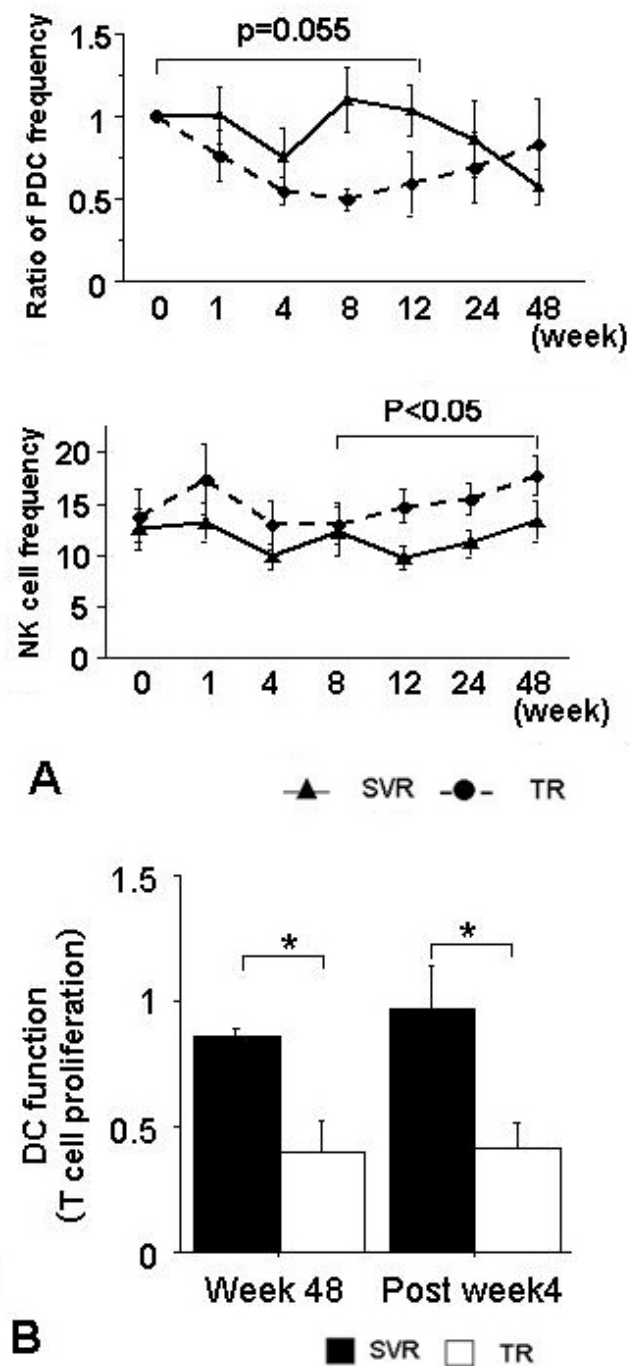 p=0.055
Ratio of PDC frequency
1.5
1
0.5
0
0 1 4 8 12 24 48
(week)
P<0.05
NK cell frequency
20
15
10
5
0
0 1 4 8 12 24 48
(week)
A
SVR TR
DC function
(T cell proliferation)
1.5
1
0.5
0
* *
Week 48 Post week4
B
SVR TR